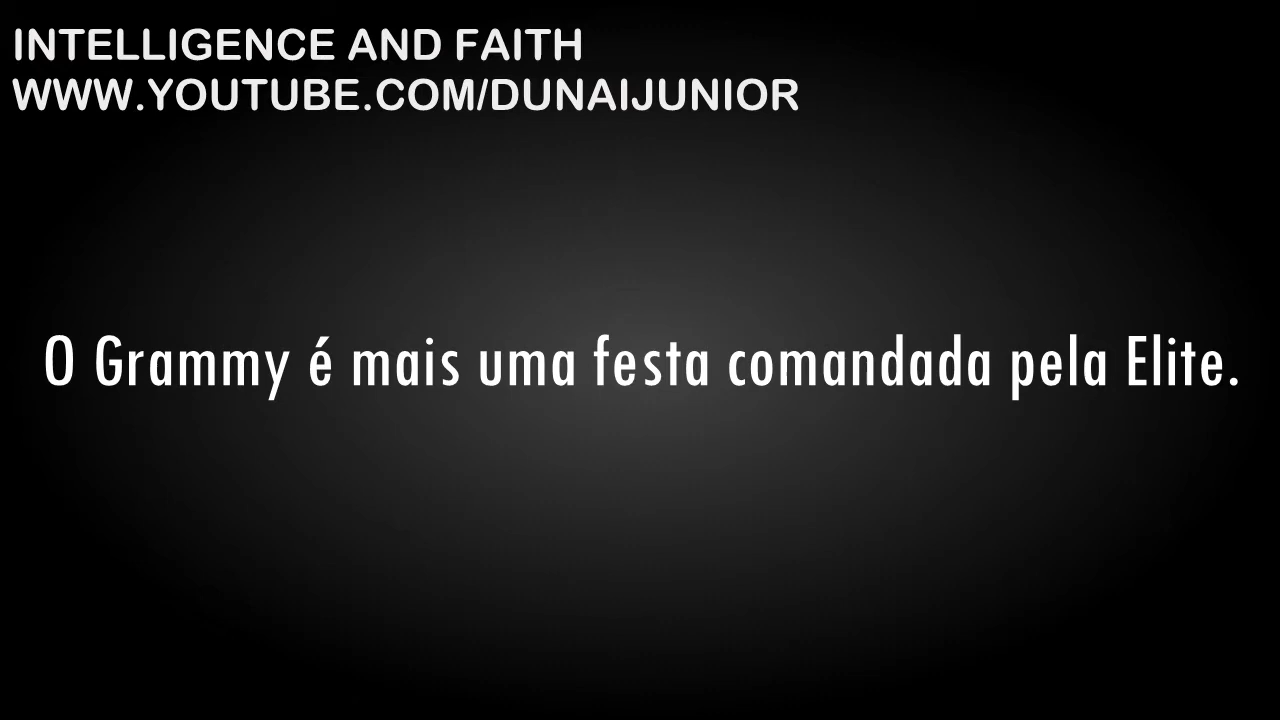 INTELLIGENCE AND FAITH
WWW.YOUTUBE.COM/DUNAIJUNIOR
O Grammy é mais uma festa comandada pela Elite.